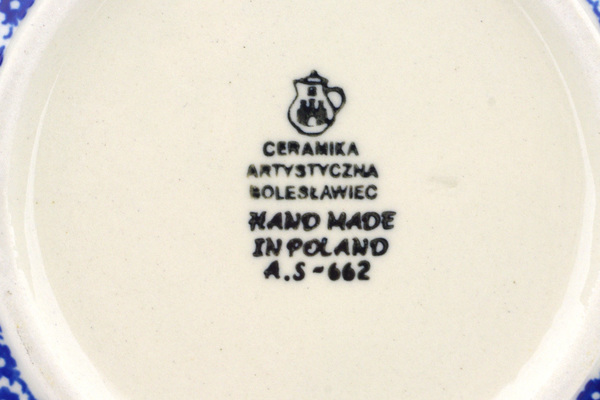 CERAMIKA
ARTYSTYCZNA
BOLESŁAWIEC
HAND MADE
IN POLAND
A.S-662